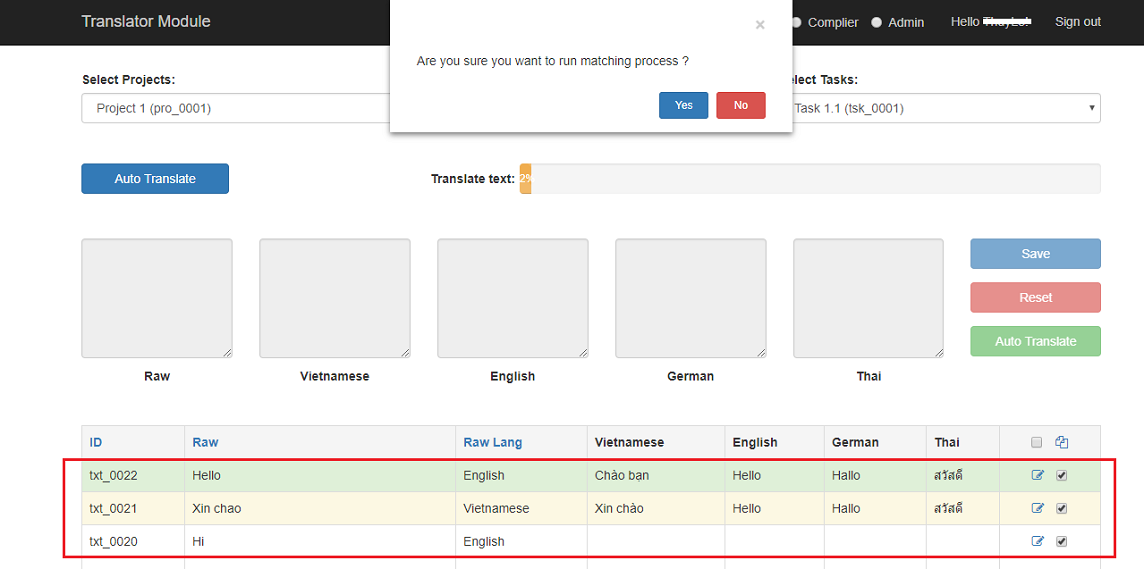 Translator Module
Complier Admin Hello Sign out
×
Are you sure you want to run matching process ?
Yes No
Select Projects: elect Tasks:
Project 1 (pro_0001) Task 1.1 (tsk_0001)
Auto Translate Translate text: 2%
Save
Reset
Auto Translate
Raw Vietnamese English German Thai
ID Raw Raw Lang Vietnamese English German Thai
txt_0022 Hello English Chào bạn Hello Hallo สวัสดี
txt_0021 Xin chao Vietnamese Xin chào Hello Hallo สวัสดี
txt_0020 Hi English